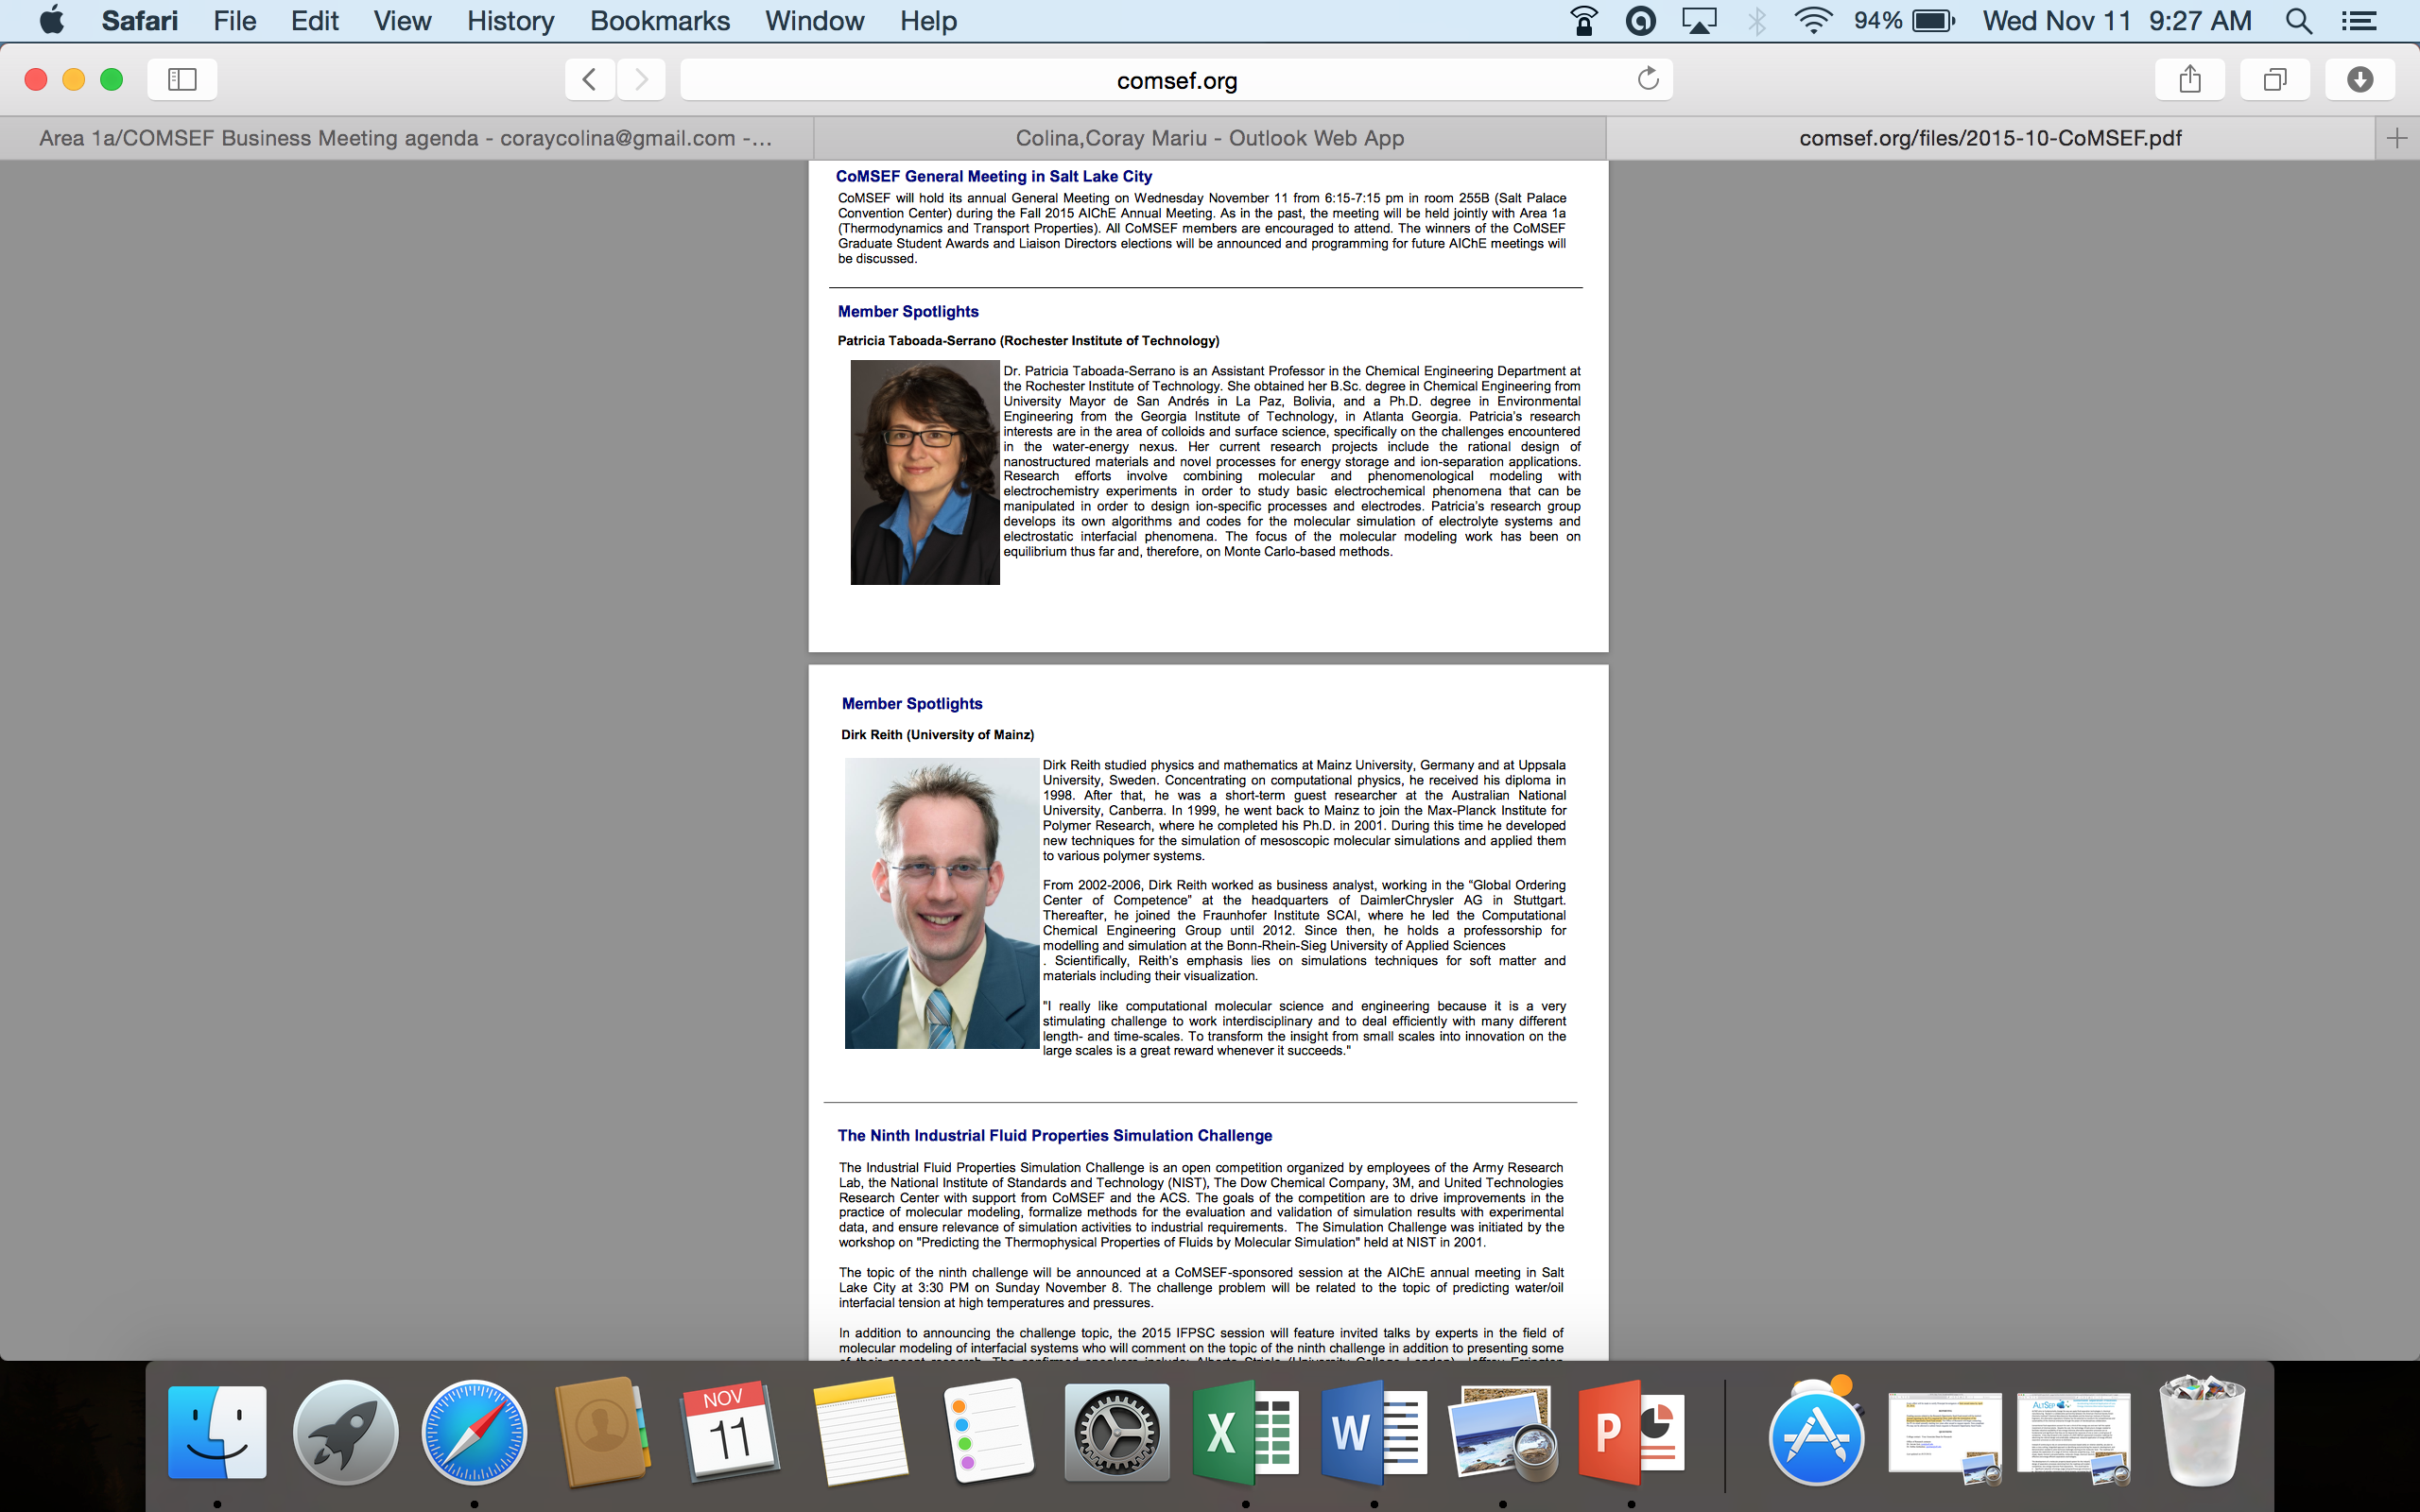 Safari File Edit View History Bookmarks Window Help 94% Wed Nov 11 9:27 AM
comsef.org
Area 1a/COMSEF Business Meeting agenda - coraycolina@gmail.com -... Colina,Coray Mariu - Outlook Web App comsef.org/files/2015-10-CoMSEF.pdf
CoMSEF General Meeting in Salt Lake City
CoMSEF will hold its annual General Meeting on Wednesday November 11 from 6:15-7:15 pm in room 255B (Salt Palace
Convention Center) during the Fall 2015 AIChE Annual Meeting. As in the past, the meeting will be held jointly with Area 1a
(Thermodynamics and Transport Properties). All CoMSEF members are encouraged to attend. The winners of the CoMSEF
Graduate Student Awards and Liaison Directors elections will be announced and programming for future AIChE meetings will
be discussed.
Member Spotlights
Patricia Taboada-Serrano (Rochester Institute of Technology)
Dr. Patricia Taboada-Serrano is an Assistant Professor in the Chemical Engineering Department at
the Rochester Institute of Technology. She obtained her B.Sc. degree in Chemical Engineering from
University Mayor de San Andrés in La Paz, Bolivia, and a Ph.D. degree in Environmental
Engineering from the Georgia Institute of Technology, in Atlanta Georgia. Patricia's research
interests are in the area of colloids and surface science, specifically on the challenges encountered
in the water-energy nexus. Her current research projects include the rational design of
nanostructured materials and novel processes for energy storage and ion-separation applications.
Research efforts involve combining molecular and phenomenological modeling with
electrochemistry experiments in order to study basic electrochemical phenomena that can be
manipulated in order to design ion-specific processes and electrodes. Patricia's research group
develops its own algorithms and codes for the molecular simulation of electrolyte systems and
electrostatic interfacial phenomena. The focus of the molecular modeling work has been on
equilibrium thus far and, therefore, on Monte Carlo-based methods.
Member Spotlights
Dirk Reith (University of Mainz)
Dirk Reith studied physics and mathematics at Mainz University, Germany and at Uppsala
University, Sweden. Concentrating on computational physics, he received his diploma in
1998. After that, he was a short-term guest researcher at the Australian National
University, Canberra. In 1999, he went back to Mainz to join the Max-Planck Institute for
Polymer Research, where he completed his Ph.D. in 2001. During this time he developed
new techniques for the simulation of mesoscopic molecular simulations and applied them
to various polymer systems.
From 2002-2006, Dirk Reith worked as business analyst, working in the "Global Ordering
Center of Competence" at the headquarters of DaimlerChrysler AG in Stuttgart.
Thereafter, he joined the Fraunhofer Institute SCAI, where he led the Computational
Chemical Engineering Group until 2012. Since then, he holds a professorship for
modelling and simulation at the Bonn-Rhein-Sieg University of Applied Sciences
. Scientifically, Reith's emphasis lies on simulations techniques for soft matter and
materials including their visualization.
"I really like computational molecular science and engineering because it is a very
stimulating challenge to work interdisciplinary and to deal efficiently with many different
length- and time-scales. To transform the insight from small scales into innovation on the
large scales is a great reward whenever it succeeds."
The Ninth Industrial Fluid Properties Simulation Challenge
The Industrial Fluid Properties Simulation Challenge is an open competition organized by employees of the Army Research
Lab, the National Institute of Standards and Technology (NIST), The Dow Chemical Company, 3M, and United Technologies
Research Center with support from CoMSEF and the ACS. The goals of the competition are to drive improvements in the
practice of molecular modeling, formalize methods for the evaluation and validation of simulation results with experimental
data, and ensure relevance of simulation activities to industrial requirements. The Simulation Challenge was initiated by the
workshop on "Predicting the Thermophysical Properties of Fluids by Molecular Simulation" held at NIST in 2001.
The topic of the ninth challenge will be announced at a CoMSEF-sponsored session at the AIChE annual meeting in Salt
Lake City at 3:30 PM on Sunday November 8. The challenge problem will be related to the topic of predicting water/oil
interfacial tension at high temperatures and pressures.
In addition to announcing the challenge topic, the 2015 IFPSC session will feature invited talks by experts in the field of
molecular modeling of interfacial systems who will comment on the topic of the ninth challenge in addition to presenting some
NOV
11
X
W
P
ALTSEP